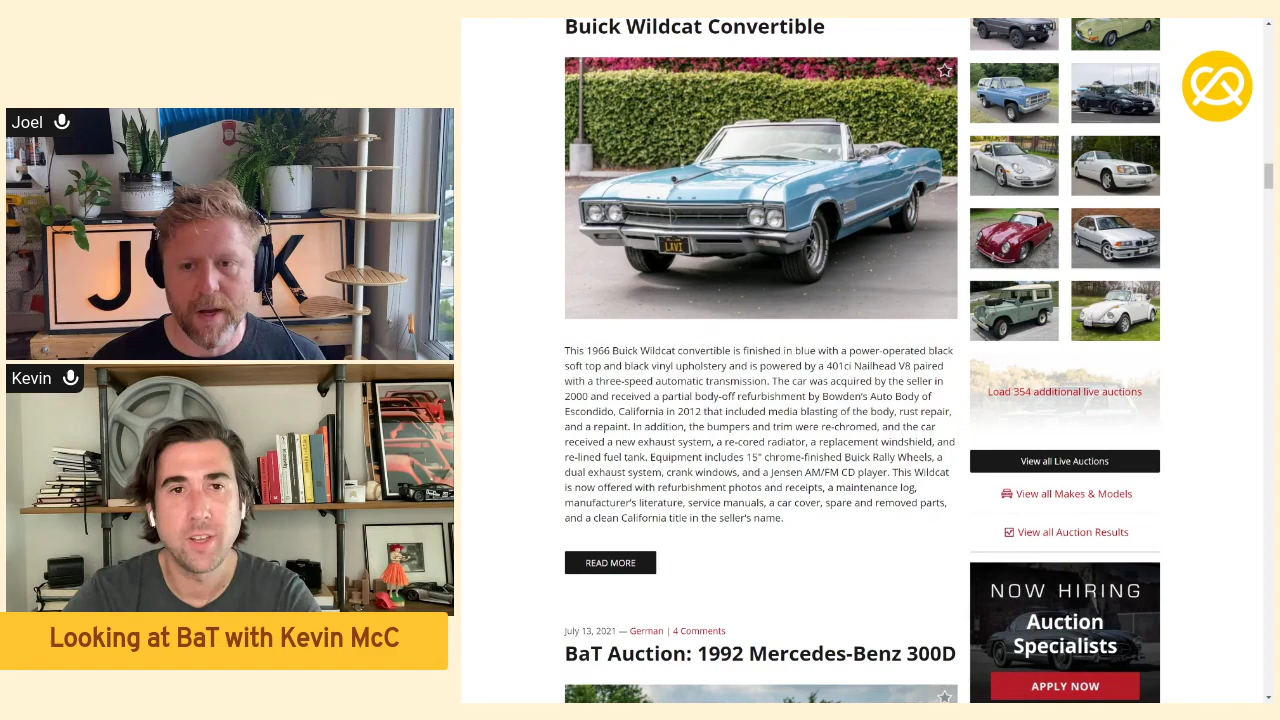 Joel
J K
Kevin
Looking at BaT with Kevin McC
Buick Wildcat Convertible
LXVI
This 1966 Buick Wildcat convertible is finished in blue with a power-operated black
soft top and black vinyl upholstery and is powered by a 401ci Nailhead V8 paired
with a three-speed automatic transmission. The car was acquired by the seller in
2000 and received a partial body-off refurbishment by Bowden's Auto Body of
Escondido, California in 2012 that included media blasting of the body, rust repair,
and a repaint. In addition, the bumpers and trim were re-chromed, and the car
received a new exhaust system, a re-cored radiator, a replacement windshield, and
re-lined fuel tank. Equipment includes 15" chrome-finished Buick Rally Wheels, a
dual exhaust system, crank windows, and a Jensen AM/FM CD player. This Wildcat
is now offered with refurbishment photos and receipts, a maintenance log,
manufacturer's literature, service manuals, a car cover, spare and removed parts,
and a clean California title in the seller's name.
READ MORE
July 13, 2021 — German | 4 Comments
BaT Auction: 1992 Mercedes-Benz 300D
Load 354 additional live auctions
View all Live Auctions
View all Makes & Models
View all Auction Results
NOW HIRING
Auction
Specialists
APPLY NOW